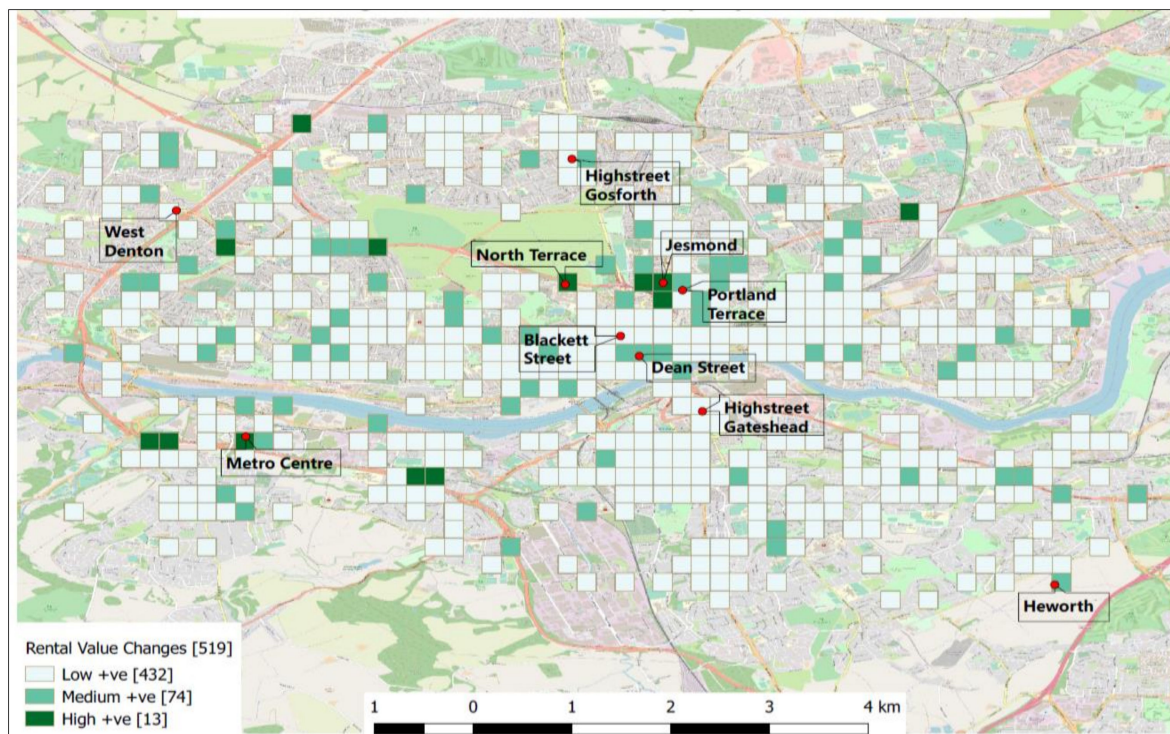 Highstreet
Gosforth
West
Denton
North Terrace
Jesmond
Portland
Terrace
Blackett
Street
Dean Street
Highstreet
Gateshead
Metro Centre
Heworth
Rental Value Changes [519]
Low +ve [432]
Medium +ve [74]
High +ve [13]
1 0 1 2 3 4 km